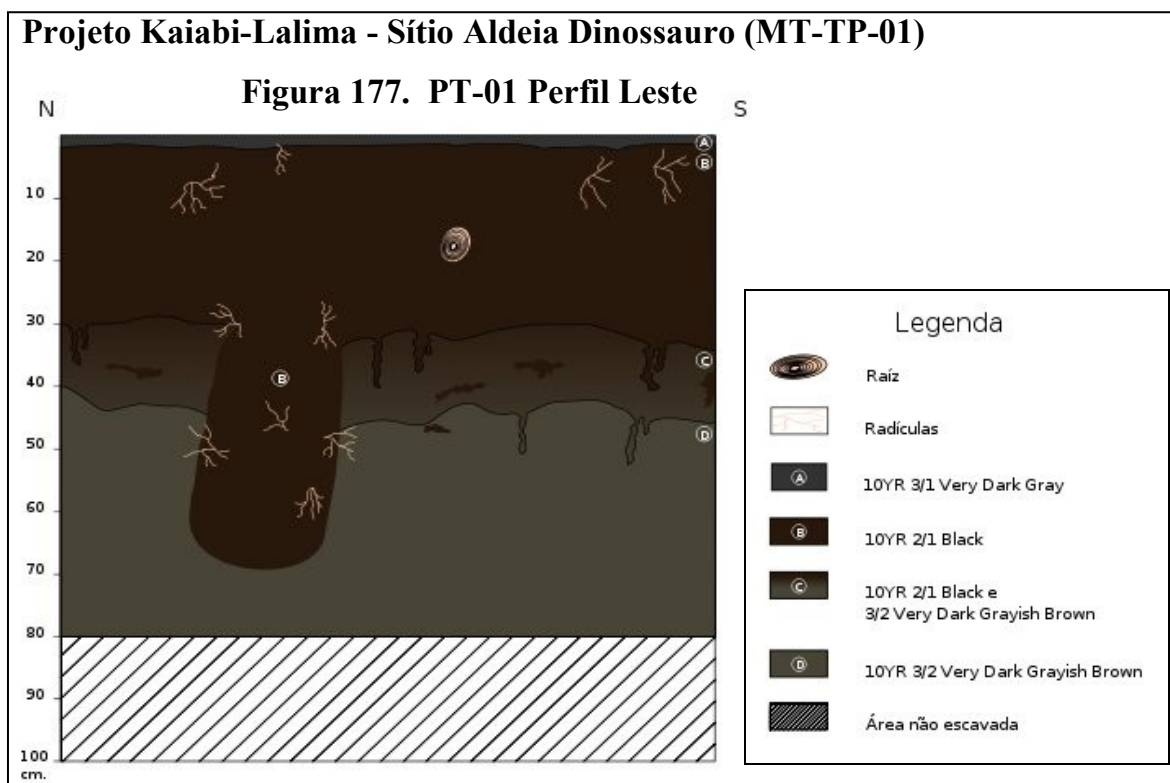 Projeto Kaiabi-Lalima - Sítio Aldeia Dinossauro (MT-TP-01)
Figura 177. PT-01 Perfil Leste
N
S
A
B
10
20
30
C
40
B
D
50
60
70
80
90
100
cm.
Legenda
Raíz
Radículas
A 10YR 3/1 Very Dark Gray
B 10YR 2/1 Black
C 10YR 2/1 Black e
3/2 Very Dark Grayish Brown
D 10YR 3/2 Very Dark Grayish Brown
Área não escavada